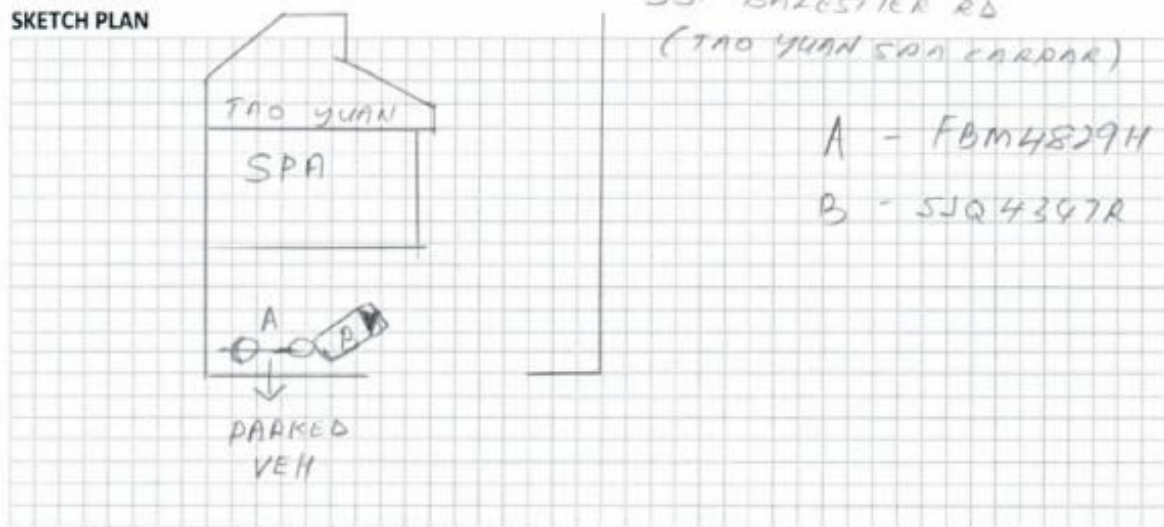 SKETCH PLAN
BALESTIER RD
(TAO YUAN SPA CARPAR)
TAO YUAN
SPA
A - FBM4829H
B - SJQ4347R
A
B
PARKED
VEH